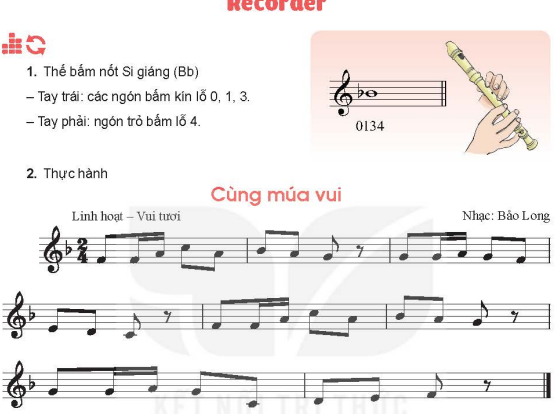 Recorder
1. Thế bấm nốt Si giáng (Bb)
– Tay trái: các ngón bấm kín lỗ 0, 1, 3.
– Tay phải: ngón trỏ bấm lỗ 4.
0134
2. Thực hành
Cùng múa vui
Linh hoạt – Vui tươi
Nhạc: Bảo Long
2
4
KẾT NỐI TRI THỨC